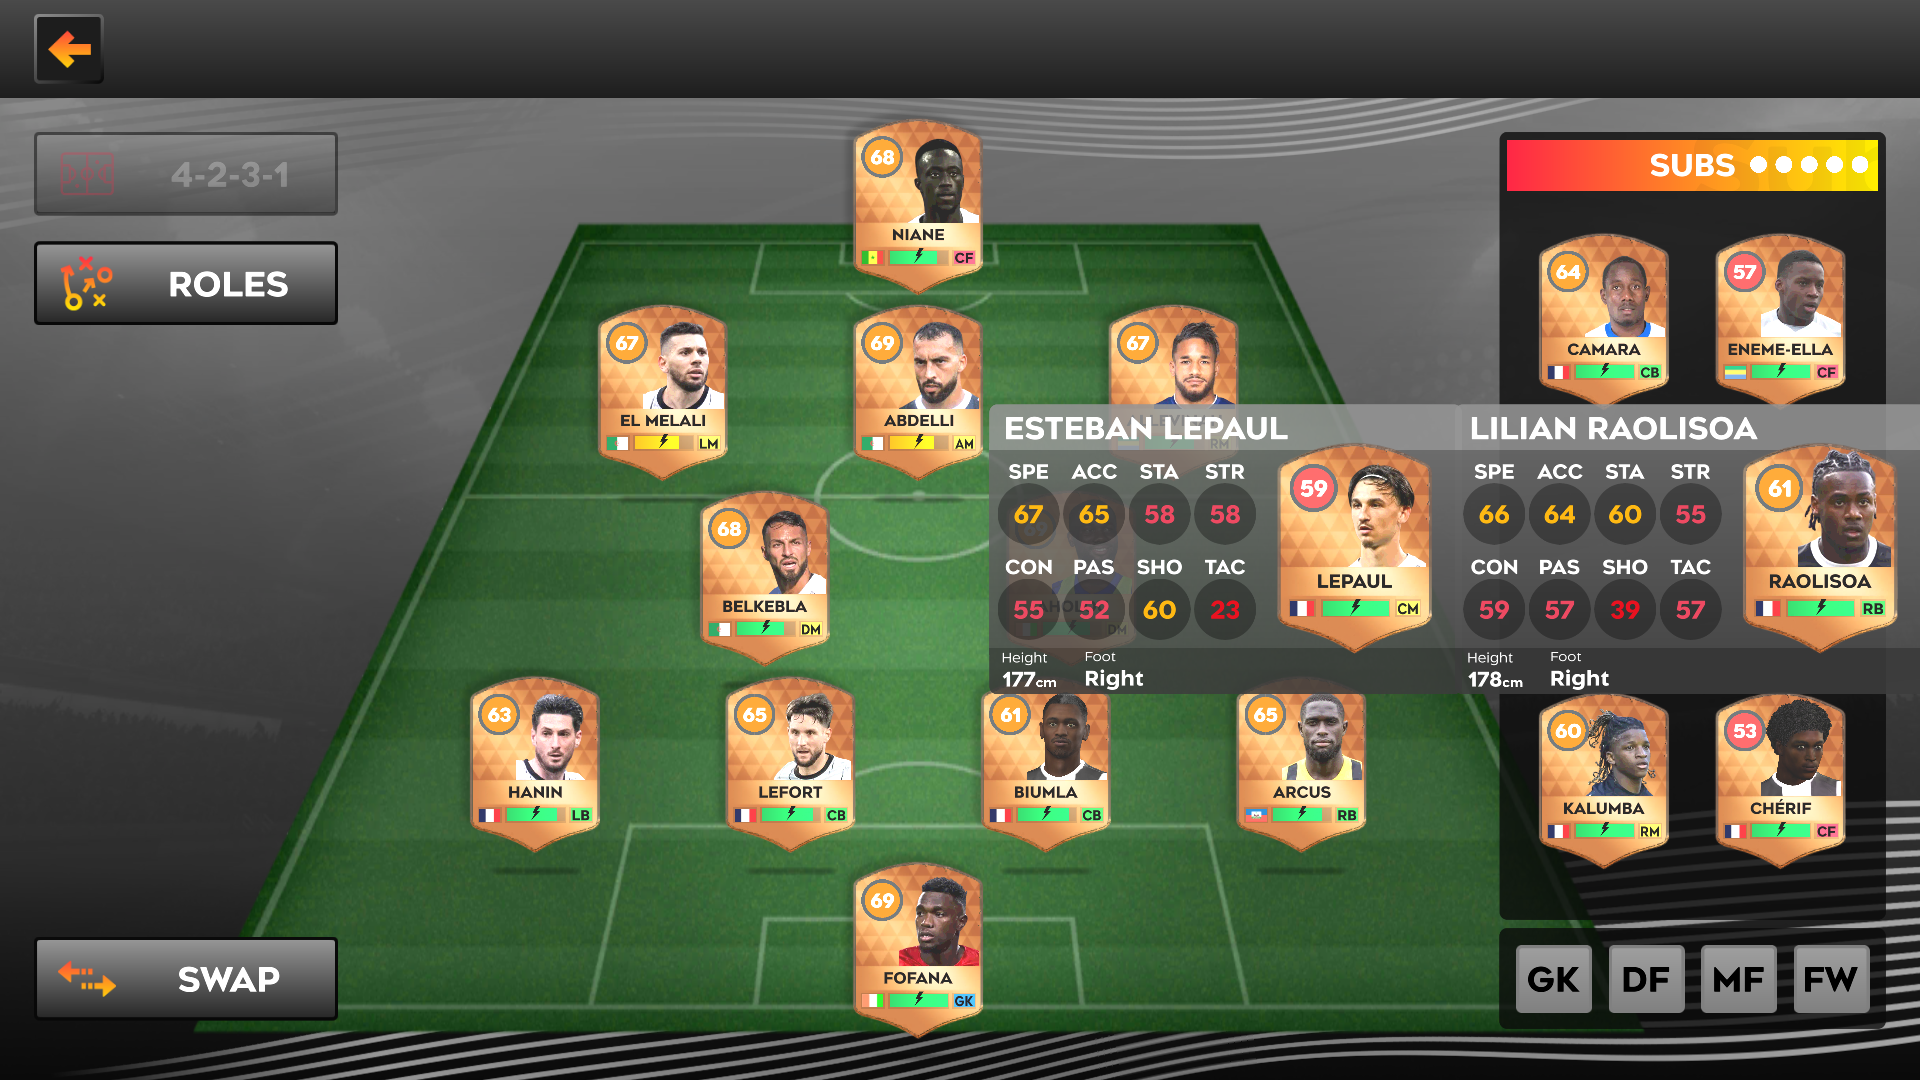 4-2-3-1
ROLES
SWAP
68
NIANE
CF
67
EL MELALI
LM
69
ABDELLI
AM
67
RM
68
BELKEBLA
DM
DM
63
HANIN
LB
65
LEFORT
CB
61
BIUMLA
CB
65
ARCUS
RB
69
FOFANA
GK
SUBS
64
CAMARA
CB
57
ENEME-ELLA
CF
ESTEBAN LEPAUL
SPE ACC STA STR
67 65 58 58
CON PAS SHO TAC
55 52 60 23
Height Foot
177cm Right
59
LEPAUL
CM
LILIAN RAOLISOA
SPE ACC STA STR
66 64 60 55
CON PAS SHO TAC
59 57 39 57
Height Foot
178cm Right
61
RAOLISOA
RB
60
KALUMBA
RM
53
CHÉRIF
CF
GK DF MF FW